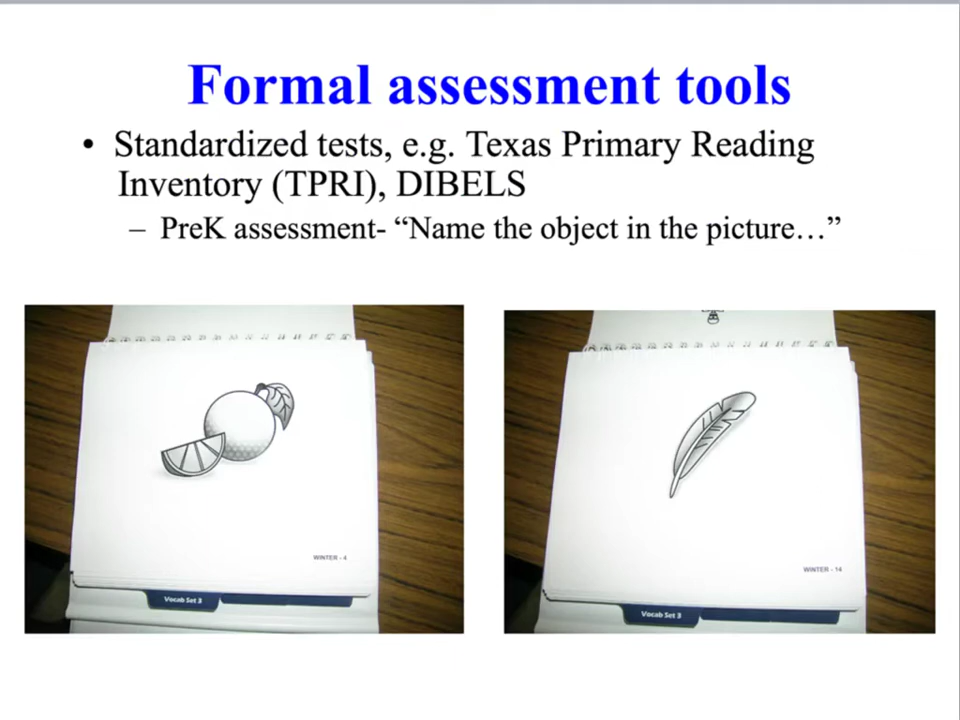 Formal assessment tools
• Standardized tests, e.g. Texas Primary Reading
Inventory (TPRI), DIBELS
– PreK assessment- “Name the object in the picture…”
WINTER - 4
Vocab Set 3
WINTER - 14
Vocab Set 3